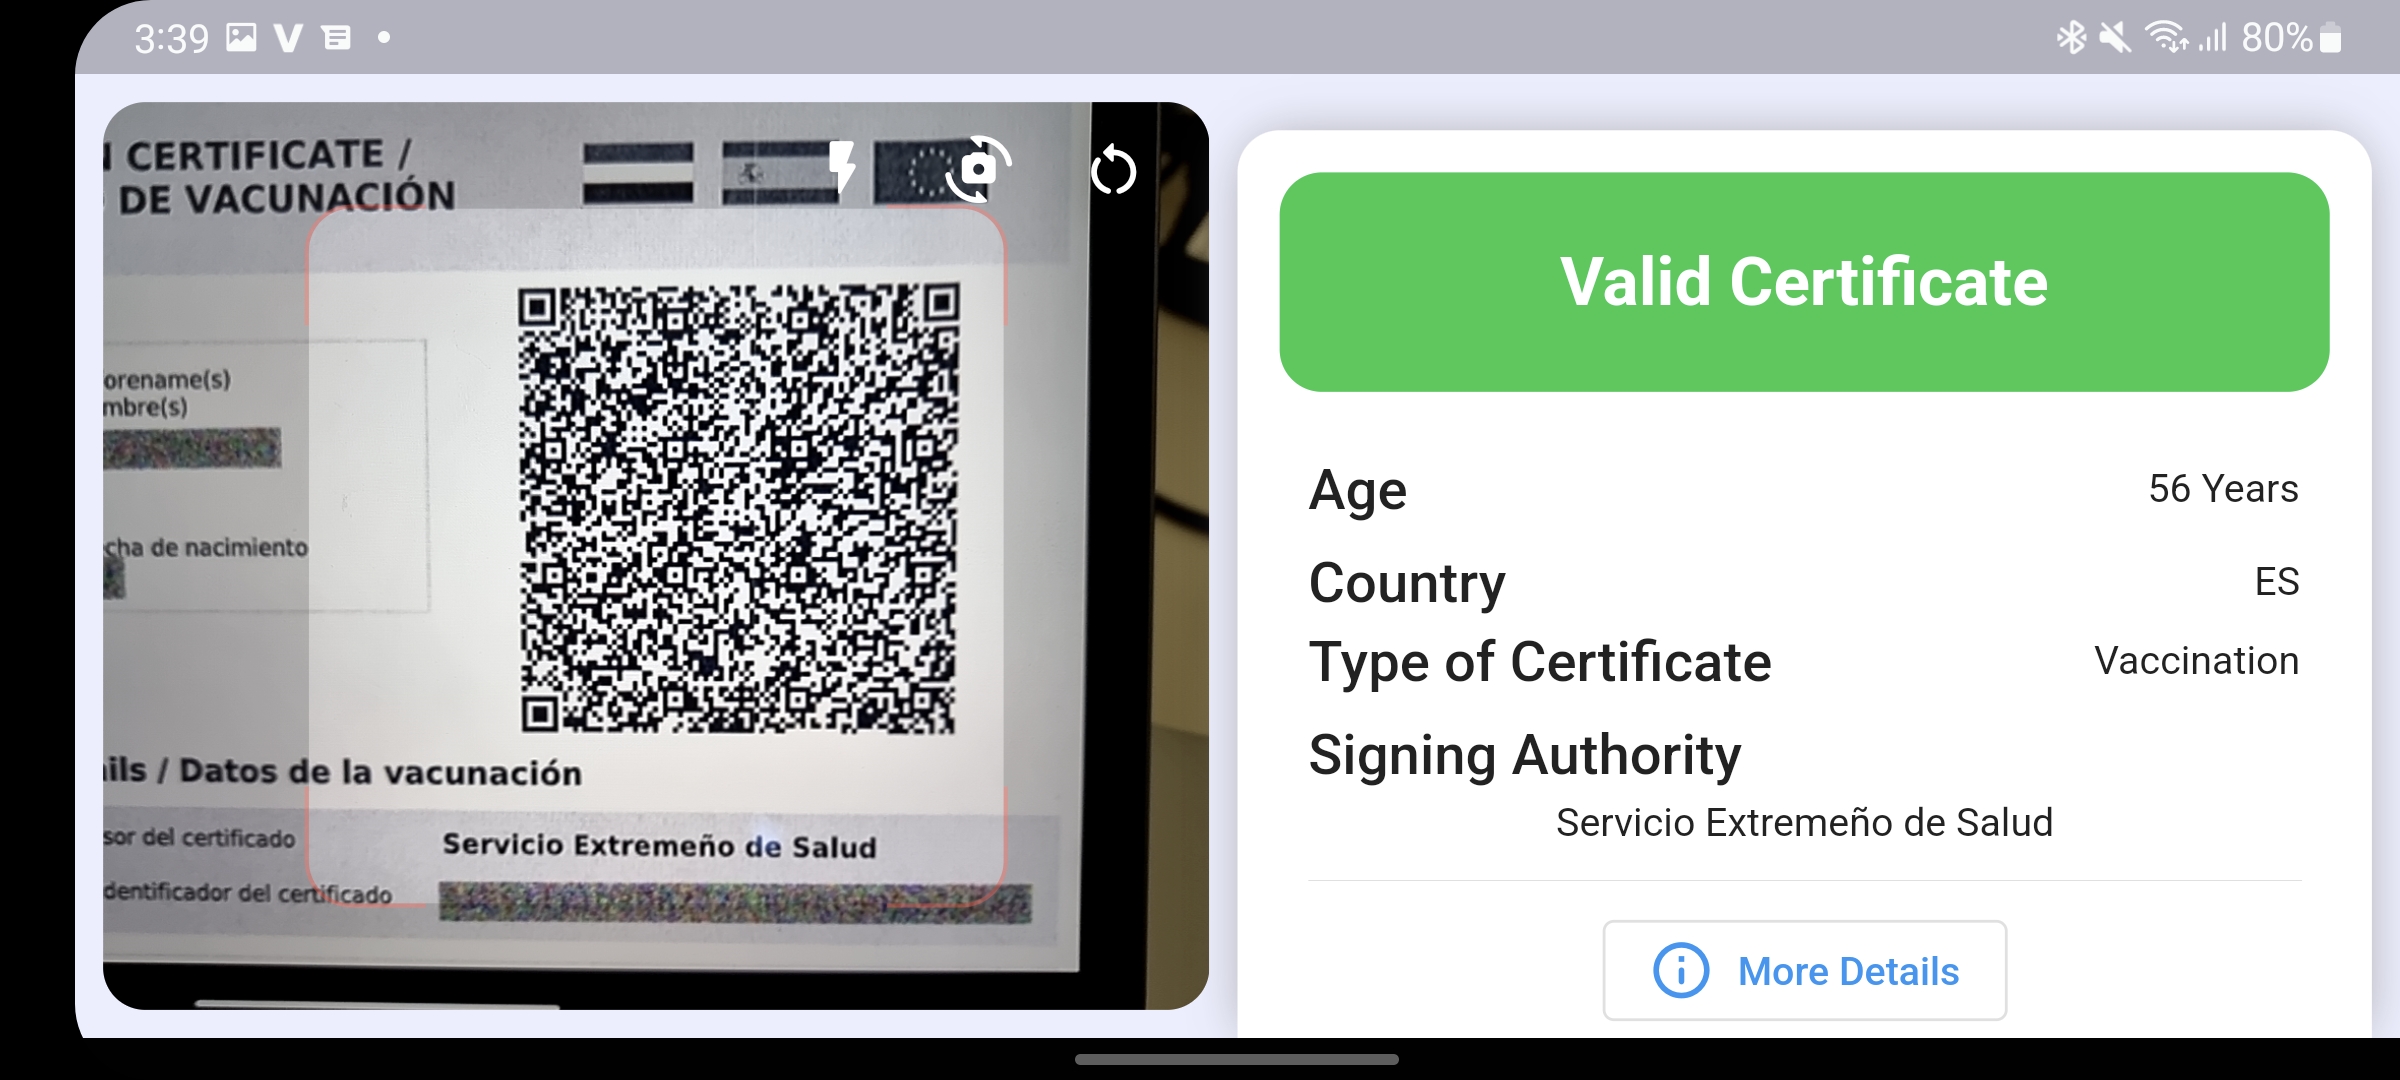 3:39
80%
CERTIFICATE /
DE VACUNACIÓN
orename(s)
mbre(s)
cha de nacimiento
ils / Datos de la vacunación
sor del certificado
Servicio Extremeño de Salud
dentificador del certificado
Valid Certificate
Age
56 Years
Country
ES
Type of Certificate
Vaccination
Signing Authority
Servicio Extremeño de Salud
More Details